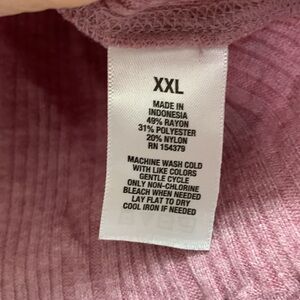 XXL
MADE IN
INDONESIA
49% RAYON
31% POLYESTER
20% NYLON
RN 154379
MACHINE WASH COLD
WITH LIKE COLORS
GENTLE CYCLE
ONLY NON-CHLORINE
BLEACH WHEN NEEDED
LAY FLAT TO DRY
COOL IRON IF NEEDED